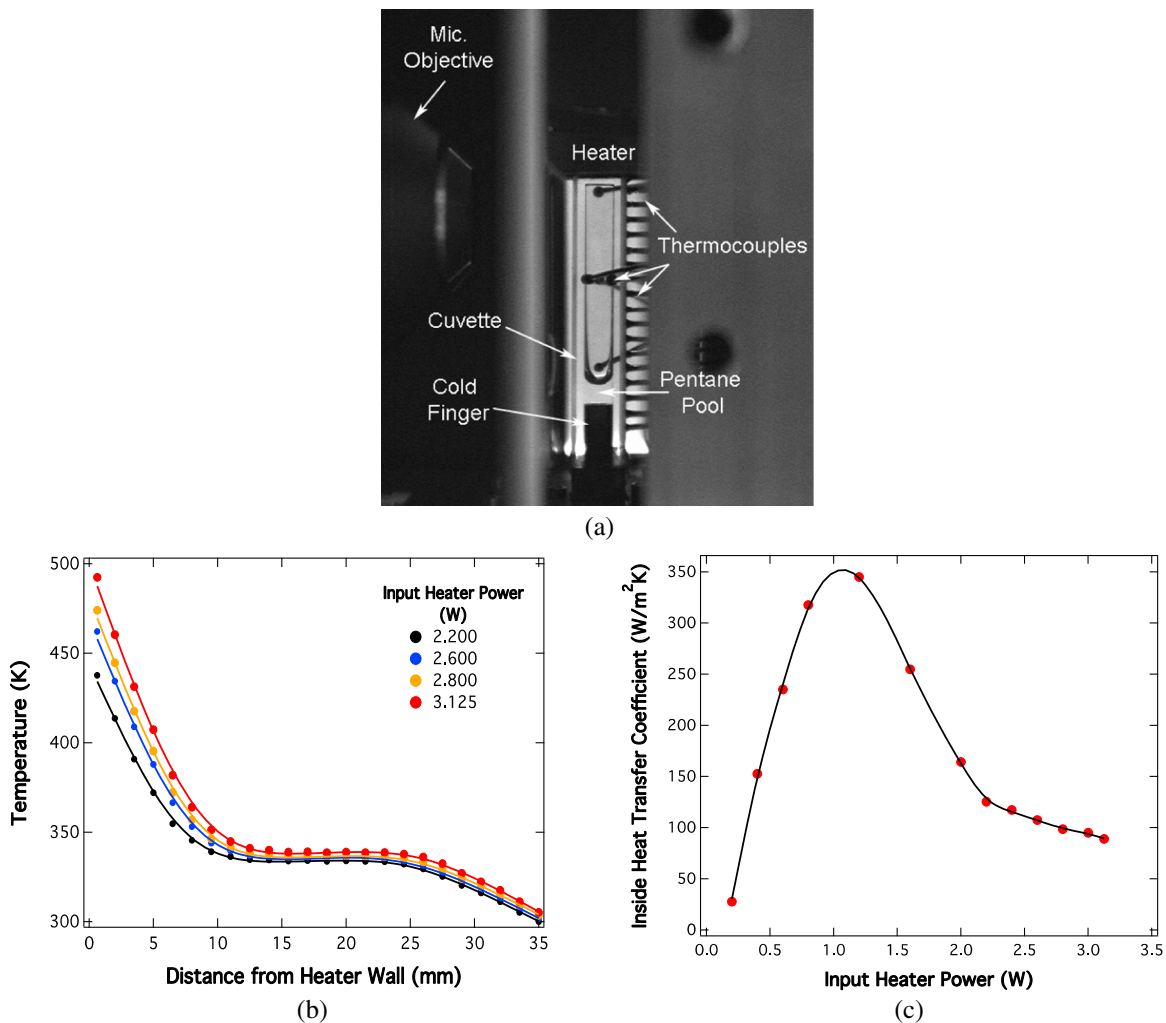 Mic.
Objective
Heater
Thermocouples
Cuvette
Cold
Finger
Pentane
Pool
(a)
500
450
400
350
300
Temperature (K)
0 5 10 15 20 25 30 35
Distance from Heater Wall (mm)
Input Heater Power
(W)
2.200
2.600
2.800
3.125
(b)
350
300
250
200
150
100
50
0
Inside Heat Transfer Coefficient (W/m²K)
0.0 0.5 1.0 1.5 2.0 2.5 3.0 3.5
Input Heater Power (W)
(c)